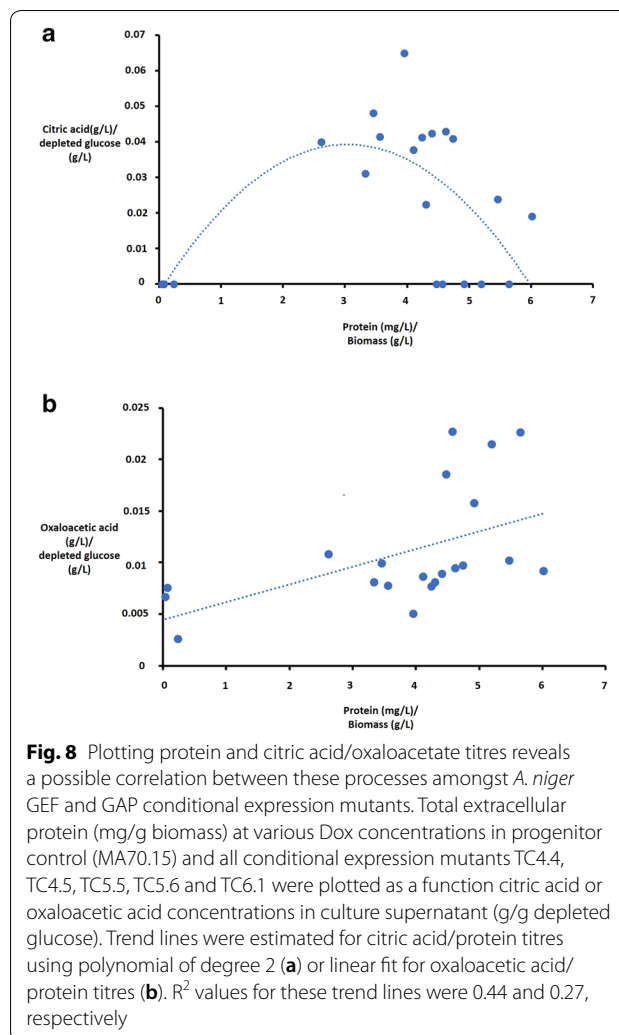 a
0.07
0.06
0.05
Citric acid(g/L)/
depleted glucose
(g/L)
0.04
0.03
0.02
0.01
0
0 1 2 3 4 5 6 7
Protein (mg/L)/
Biomass (g/L)
b
0.025
0.02
0.015
Oxaloacetic acid
(g/L)/
depleted glucose
(g/L)
0.01
0.005
0
0 1 2 3 4 5 6 7
Protein (mg/L)/
Biomass (g/L)
Fig. 8 Plotting protein and citric acid/oxaloacetate titres reveals
a possible correlation between these processes amongst A. niger
GEF and GAP conditional expression mutants. Total extracellular
protein (mg/g biomass) at various Dox concentrations in progenitor
control (MA70.15) and all conditional expression mutants TC4.4,
TC4.5, TC5.5, TC5.6 and TC6.1 were plotted as a function citric acid or
oxaloacetic acid concentrations in culture supernatant (g/g depleted
glucose). Trend lines were estimated for citric acid/protein titres
using polynomial of degree 2 (a) or linear fit for oxaloacetic acid/
protein titres (b). R² values for these trend lines were 0.44 and 0.27,
respectively